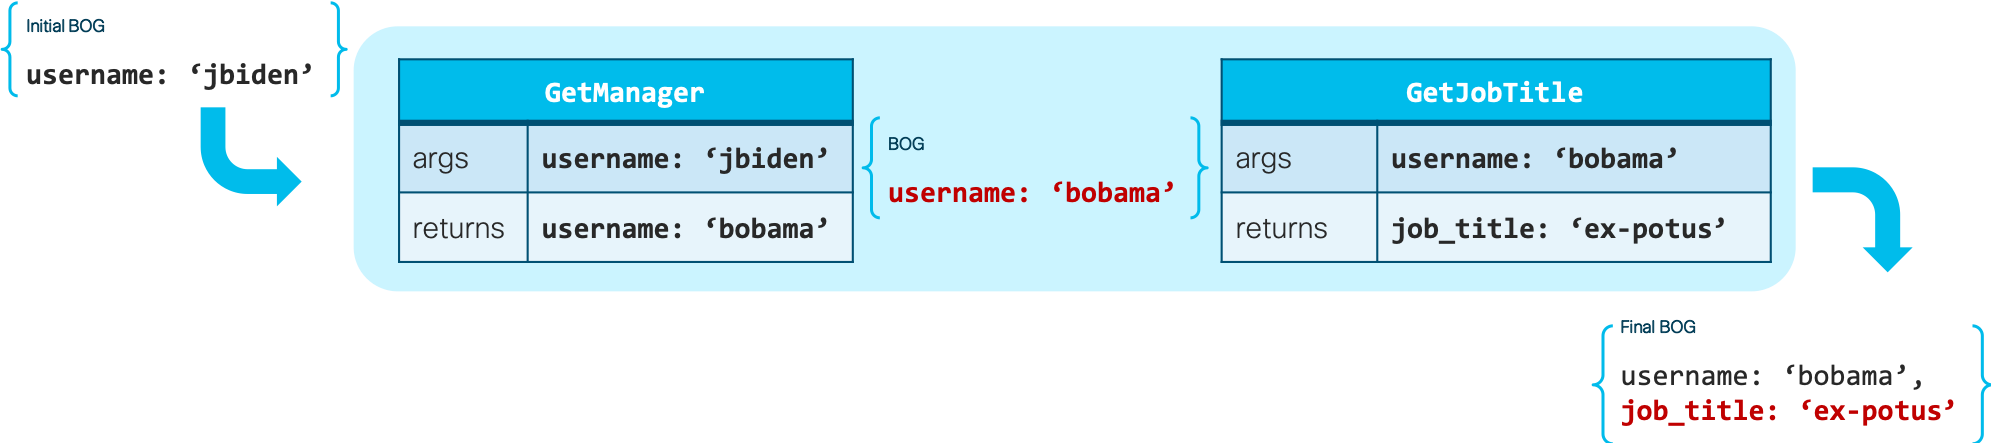 Initial BOG
username: ‘jbiden’
GetManager
args username: ‘jbiden’
returns username: ‘bobama’
BOG
username: ‘bobama’
GetJobTitle
args username: ‘bobama’
returns job_title: ‘ex-potus’
Final BOG
username: ‘bobama’,
job_title: ‘ex-potus’